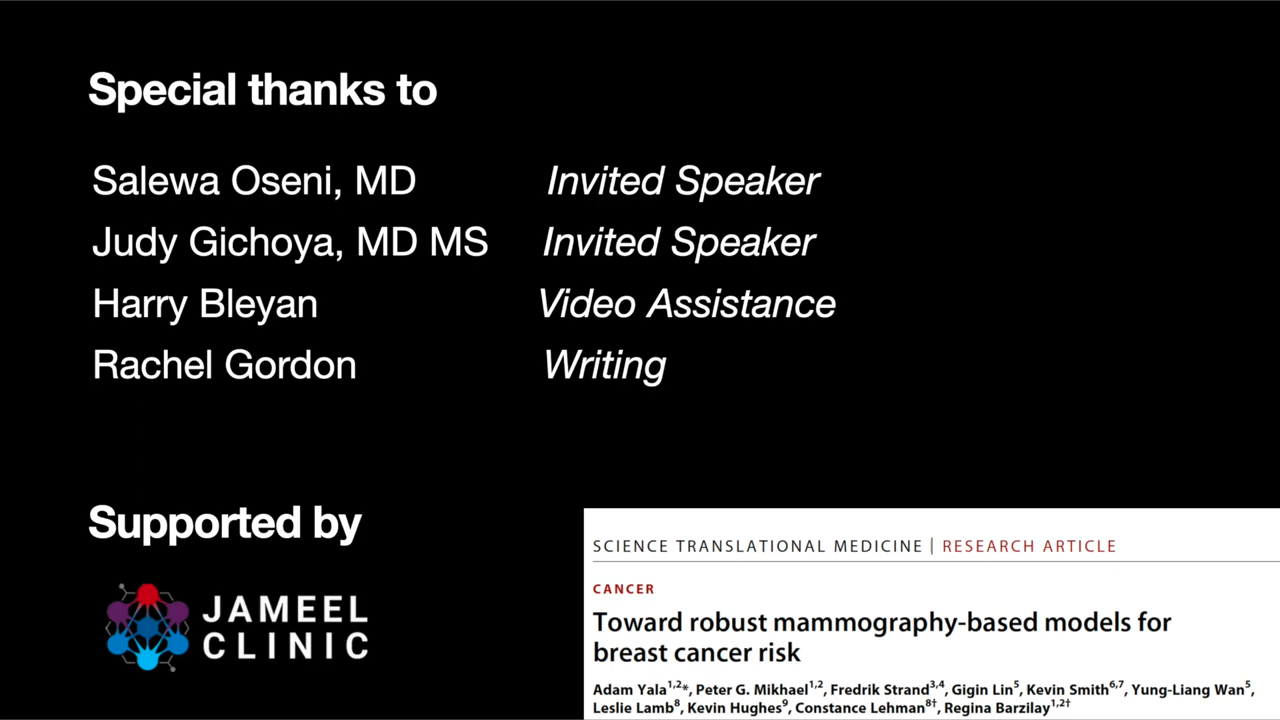 Special thanks to
Salewa Oseni, MD Invited Speaker
Judy Gichoya, MD MS Invited Speaker
Harry Bleyan Video Assistance
Rachel Gordon Writing
Supported by
JAMEEL
CLINIC
SCIENCE TRANSLATIONAL MEDICINE | RESEARCH ARTICLE
CANCER
Toward robust mammography-based models for
breast cancer risk
Adam Yala1,2*, Peter G. Mikhael1,2, Fredrik Strand3,4, Gigin Lin5, Kevin Smith6,7, Yung-Liang Wan5,
Leslie Lamb8, Kevin Hughes9, Constance Lehman8†, Regina Barzilay1,2†